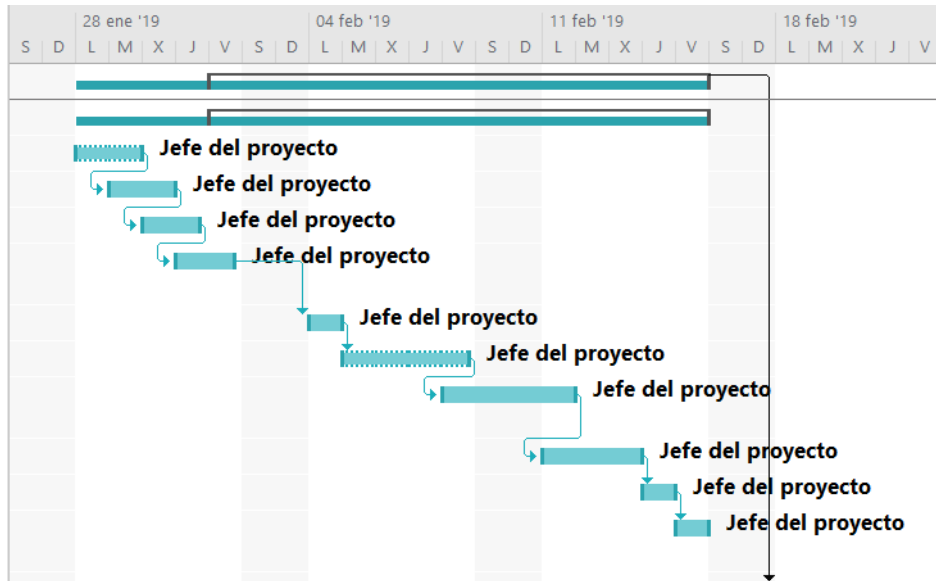 28 ene '19 04 feb '19 11 feb '19 18 feb '19
S D L M X J V S D L M X J V S D L M X J V S D L M X J V
Jefe del proyecto
Jefe del proyecto
Jefe del proyecto
Jefe del proyecto
Jefe del proyecto
Jefe del proyecto
Jefe del proyecto
Jefe del proyecto
Jefe del proyecto
Jefe del proyecto